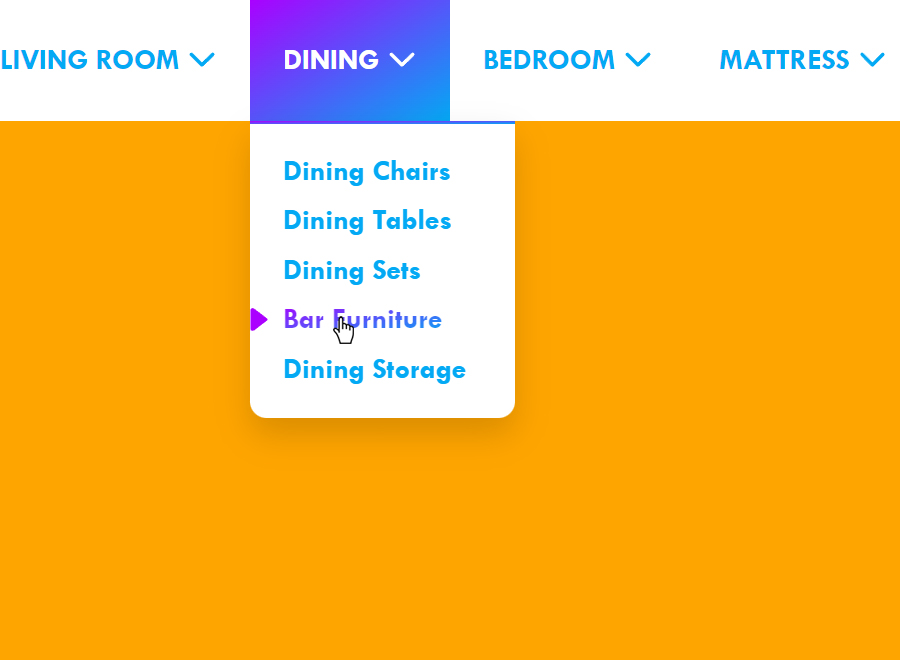 LIVING ROOM DINING BEDROOM MATTRESS
Dining Chairs
Dining Tables
Dining Sets
Bar Furniture
Dining Storage